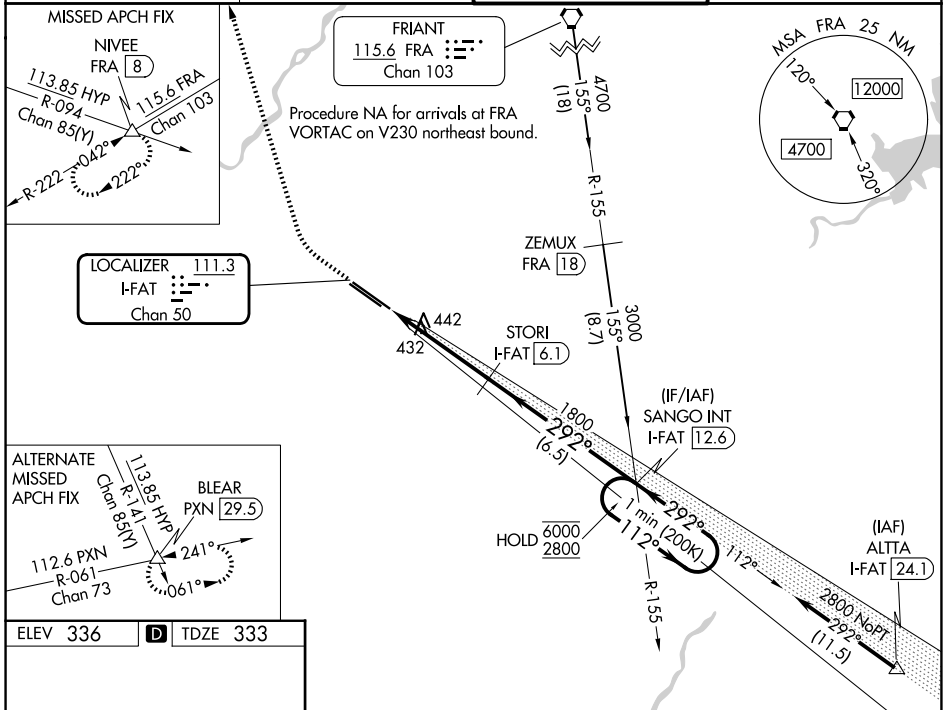 MISSED APCH FIX
NIVEE
FRA 8
113.85 HYP
R-094
Chan 85(Y)
115.6 FRA
Chan 103
R-222
042°
222°
FRIANT
115.6 FRA
Chan 103
Procedure NA for arrivals at FRA
VORTAC on V230 northeast bound.
4700
155°
(18)
R-155
MSA FRA 25 NM
120°
12000
4700
320°
ZEMUX
FRA 18
3000
155°
(8.7)
LOCALIZER 111.3
I-FAT
Chan 50
442
432
STORI
I-FAT 6.1
1800
292°
(6.5)
(IF/IAF)
SANGO INT
I-FAT 12.6
HOLD 6000
2800
1 min (200K)
292°
112°
112°
R-155
(IAF)
ALTTA
I-FAT 24.1
2800 NoPT
292°
(11.5)
ALTERNATE
MISSED
APCH FIX
113.85 HYP
R-141
Chan 85(Y)
BLEAR
PXN 29.5
112.6 PXN
R-061
Chan 73
241°
061°
ELEV 336
D
TDZE 333